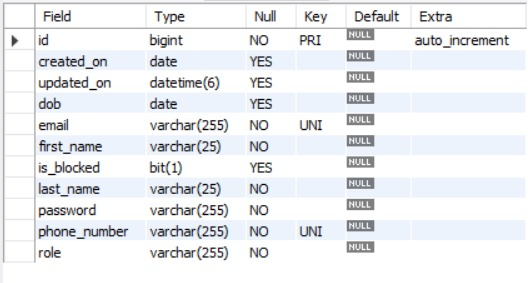 Field Type Null Key Default Extra
id bigint NO PRI NULL auto_increment
created_on date YES NULL
updated_on datetime(6) YES NULL
dob date YES NULL
email varchar(255) NO UNI NULL
first_name varchar(25) NO NULL
is_blocked bit(1) YES NULL
last_name varchar(25) NO NULL
password varchar(255) NO NULL
phone_number varchar(255) NO UNI NULL
role varchar(255) NO NULL